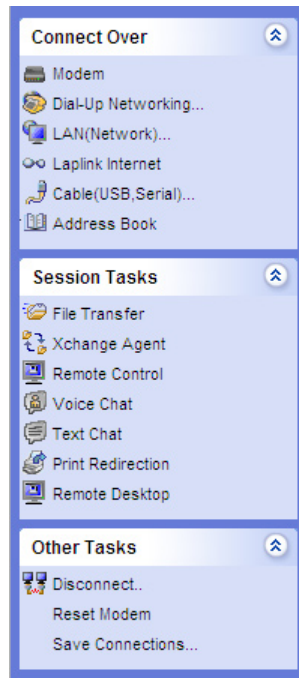 Connect Over
Modem
Dial-Up Networking...
LAN(Network)...
Laplink Internet
Cable(USB,Serial)...
Address Book
Session Tasks
File Transfer
Xchange Agent
Remote Control
Voice Chat
Text Chat
Print Redirection
Remote Desktop
Other Tasks
Disconnect..
Reset Modem
Save Connections...